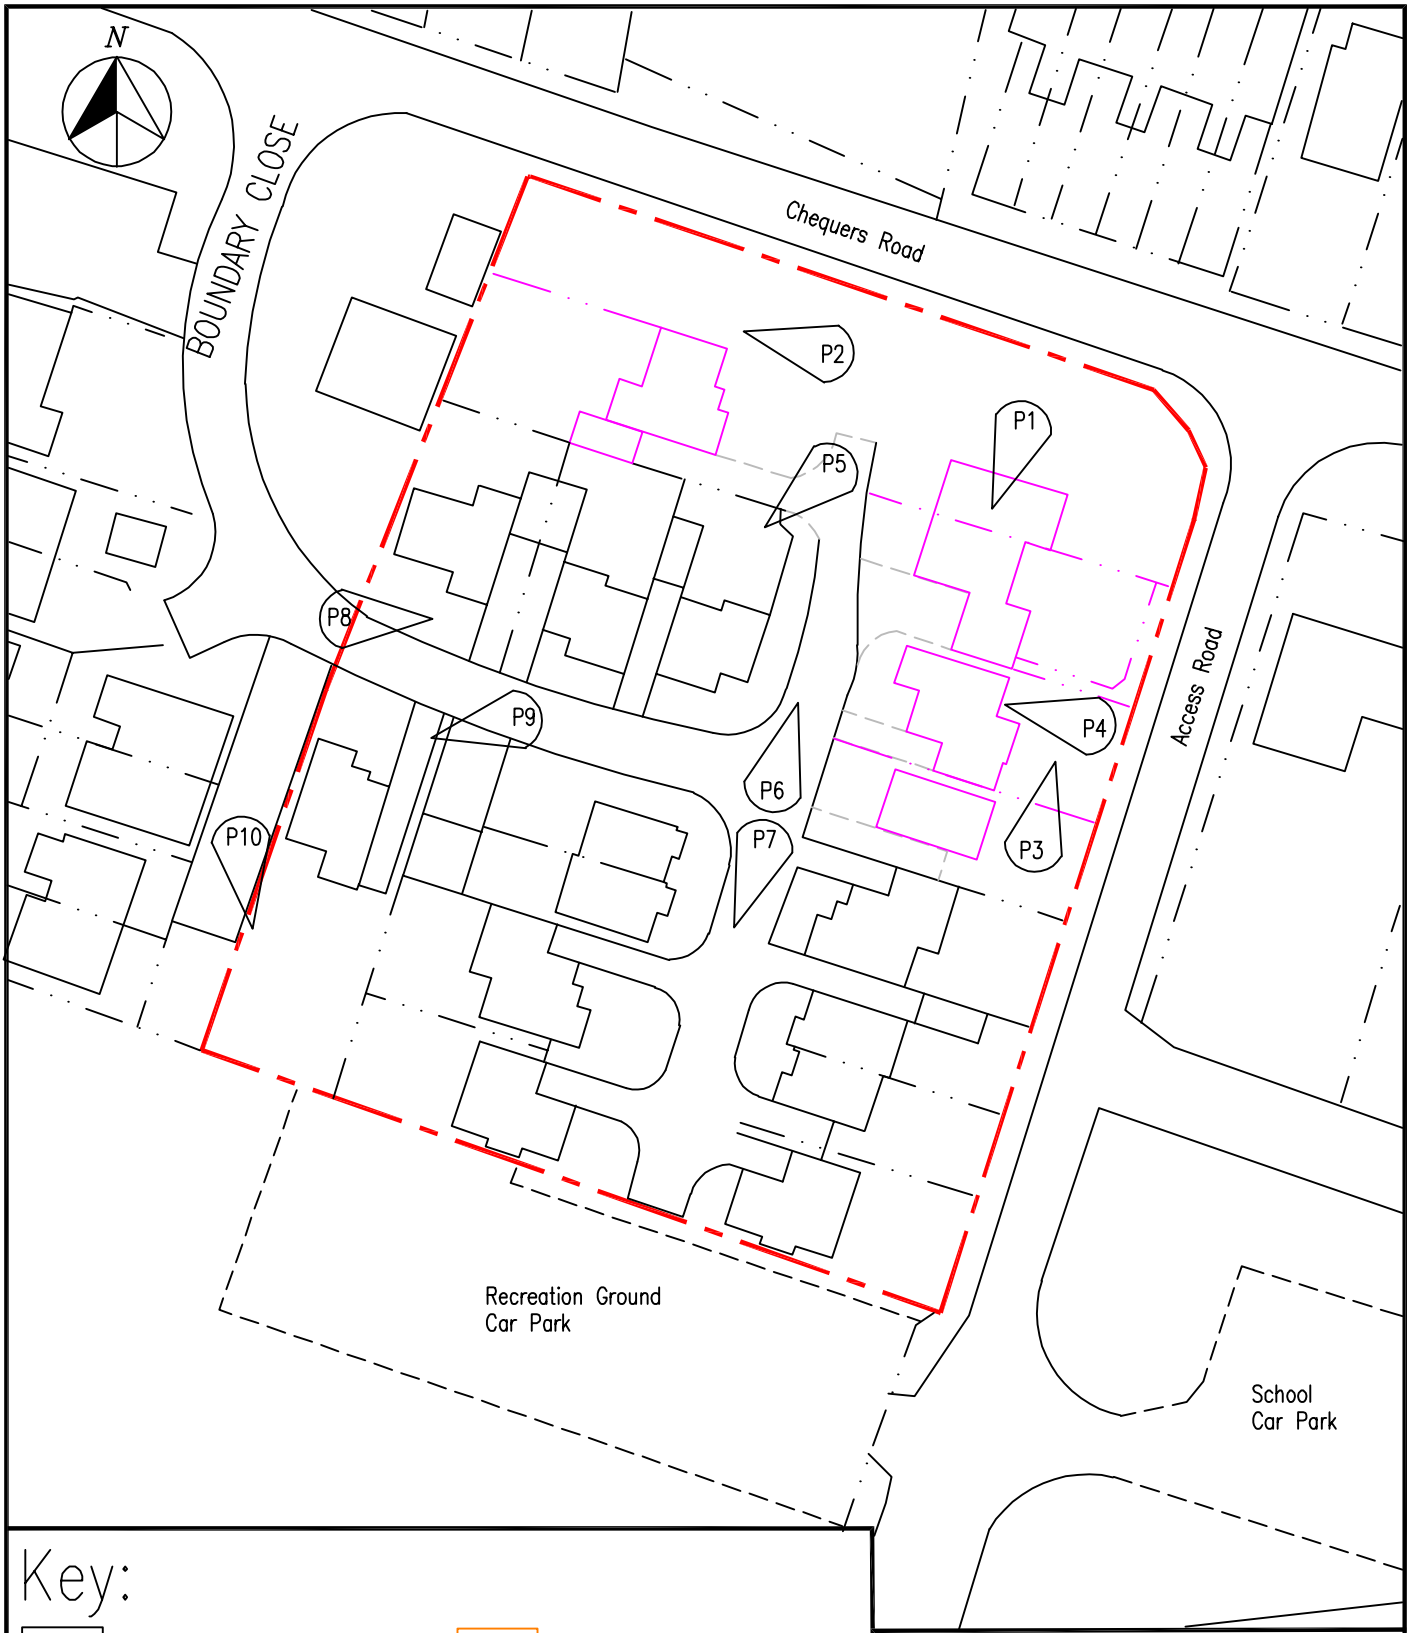 N
BOUNDARY CLOSE
Chequers Road
P2
P1
P5
P8
Access Road
P9
P4
P6
P10
P7
P3
Recreation Ground
Car Park
School
Car Park
Key: